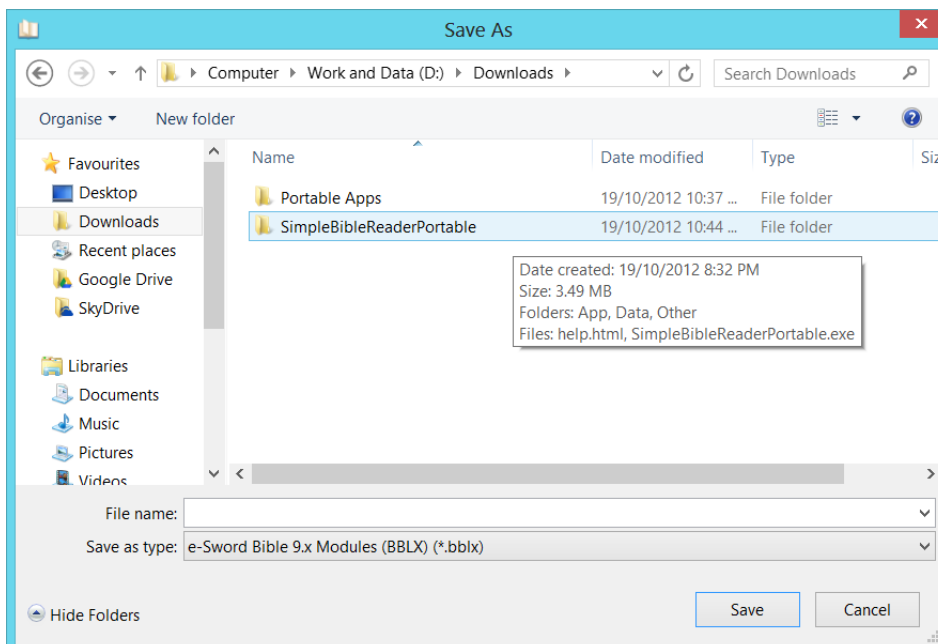 Save As
Computer Work and Data (D:) Downloads Search Downloads
Organise New folder
Favourites
Desktop
Downloads
Recent places
Google Drive
SkyDrive
Libraries
Documents
Music
Pictures
Videos
Name Date modified Type Siz
Portable Apps 19/10/2012 10:37 ... File folder
SimpleBibleReaderPortable 19/10/2012 10:44 ... File folder
Date created: 19/10/2012 8:32 PM
Size: 3.49 MB
Folders: App, Data, Other
Files: help.html, SimpleBibleReaderPortable.exe
File name:
Save as type: e-Sword Bible 9.x Modules (BBLX) (*.bblx)
Hide Folders Save Cancel